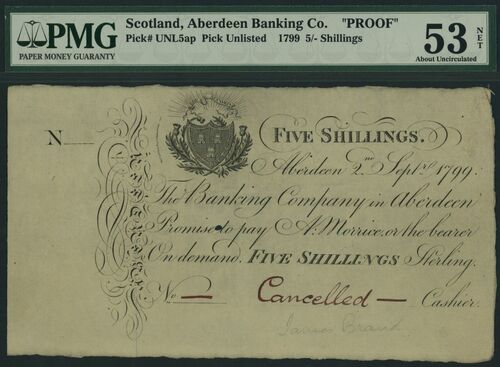 PMG
PAPER MONEY GUARANTY
Scotland, Aberdeen Banking Co. "PROOF"
Pick# UNL5ap Pick Unlisted 1799 5/- Shillings
53 NET
About Uncirculated
N
FIVE SHILLINGS.
Aberdeen 2nd Septr. 1799.
The Banking Company in Aberdeen
Promise to pay A. Morrice, or the bearer
On demand. FIVE SHILLINGS Sterling.
No — Cancelled — Cashier.
James Brand